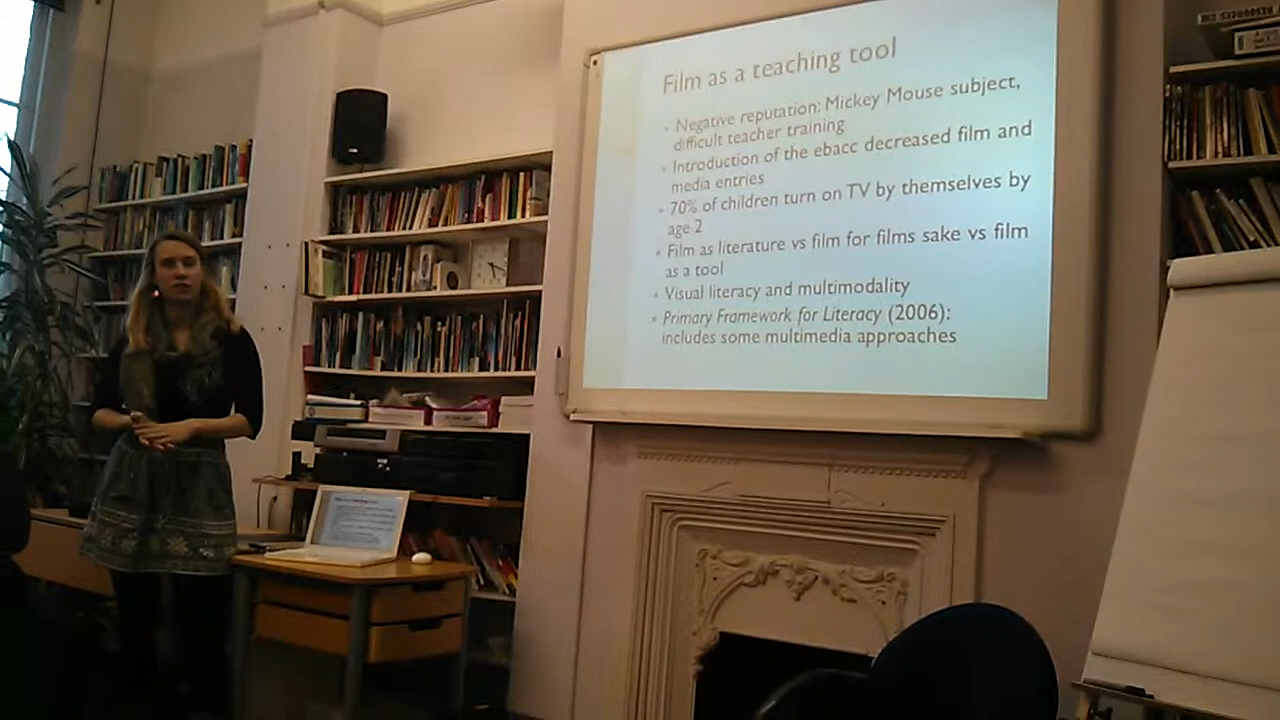 Film as a teaching tool
Negative reputation: Mickey Mouse subject,
difficult teacher training
Introduction of the ebacc decreased film and
media entries
70% of children turn on TV by themselves by
age 2
Film as literature vs film for films sake vs film
as a tool
Visual literacy and multimodality
Primary Framework for Literacy (2006):
includes some multimedia approaches